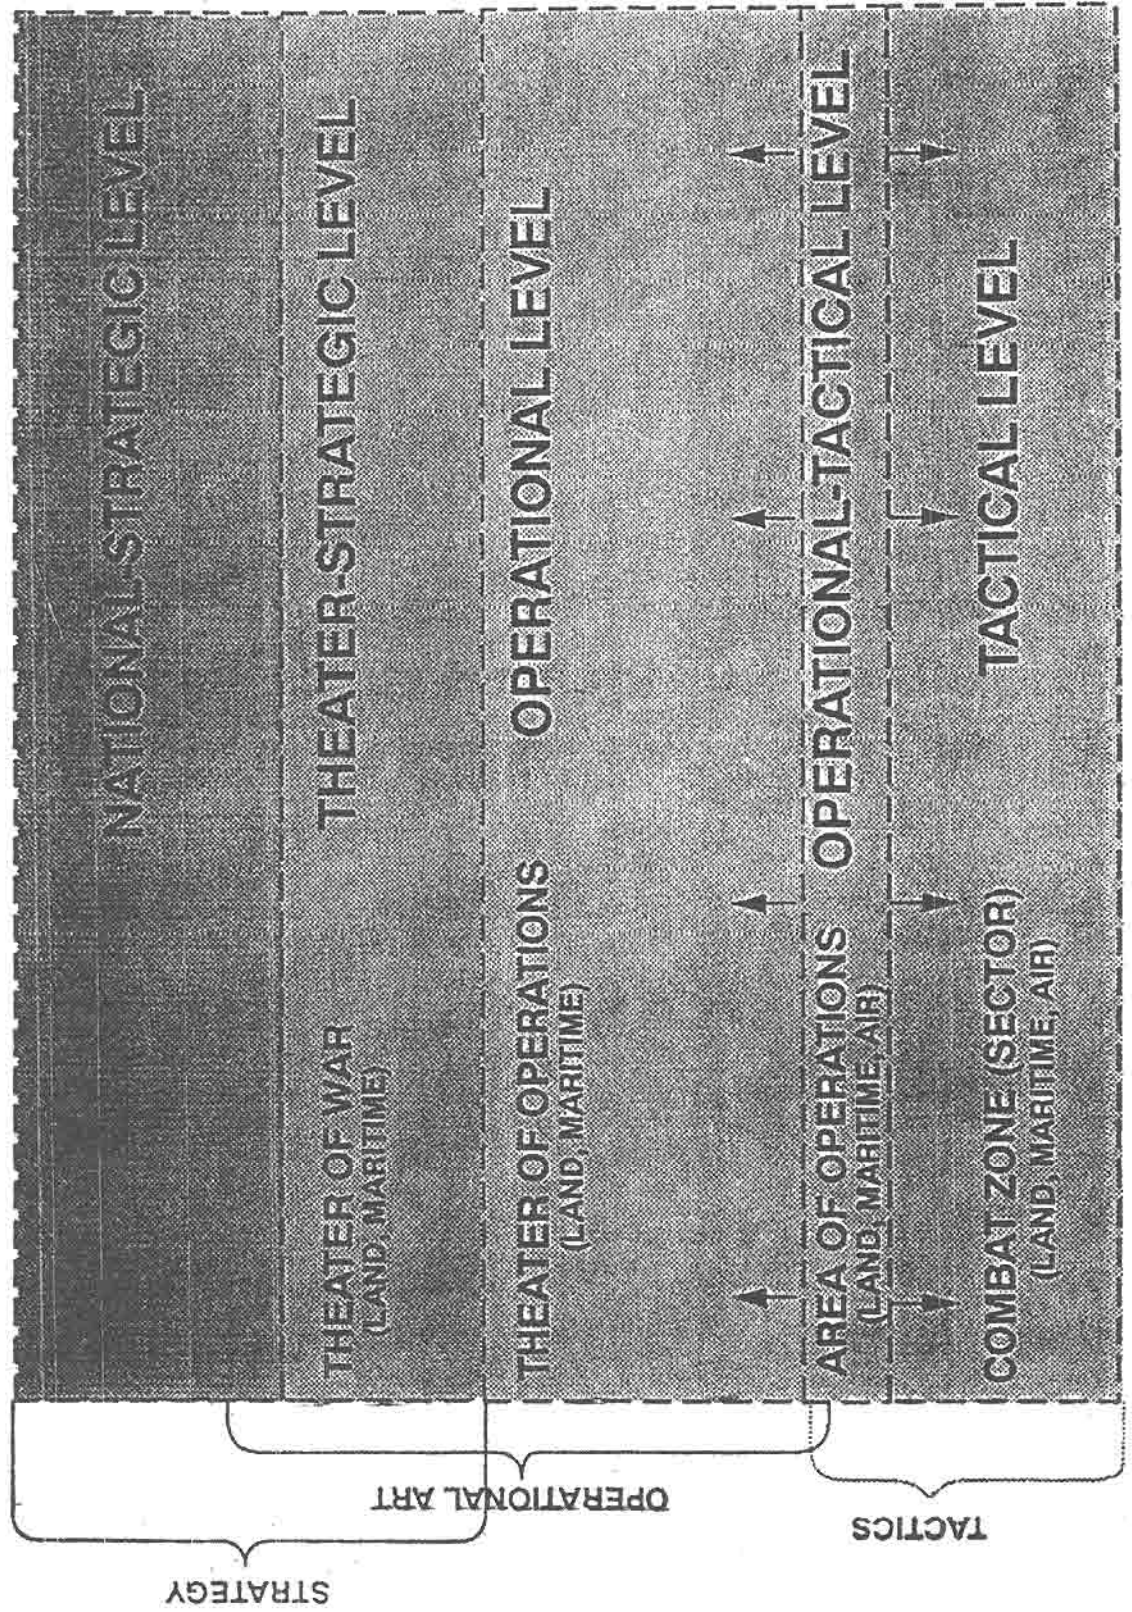 NATIONAL STRATEGIC LEVEL
THEATER OF WAR
(LAND, MARITIME)
THEATER-STRATEGIC LEVEL
THEATER OF OPERATIONS
(LAND, MARITIME)
OPERATIONAL LEVEL
AREA OF OPERATIONS
(LAND, MARITIME, AIR)
OPERATIONAL-TACTICAL LEVEL
COMBAT ZONE (SECTOR)
(LAND, MARITIME, AIR)
TACTICAL LEVEL
STRATEGY
OPERATIONAL ART
TACTICS